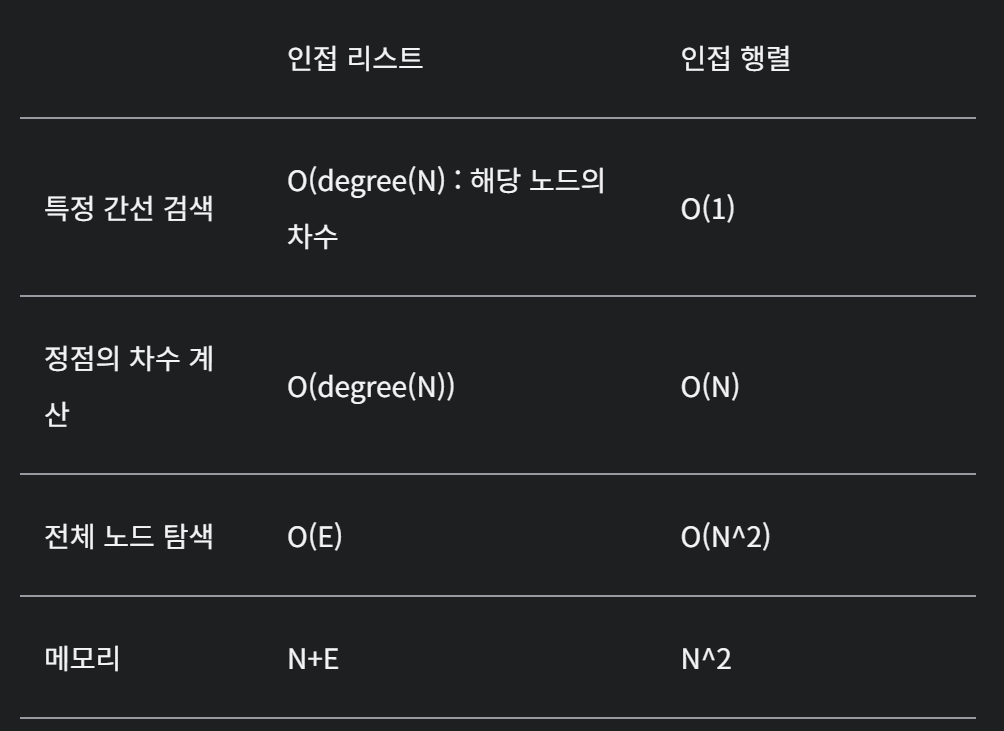 인접 리스트 인접 행렬
특정 간선 검색 O(degree(N) : 해당 노드의 차수 O(1)
정점의 차수 계산 O(degree(N)) O(N)
전체 노드 탐색 O(E) O(N^2)
메모리 N+E N^2